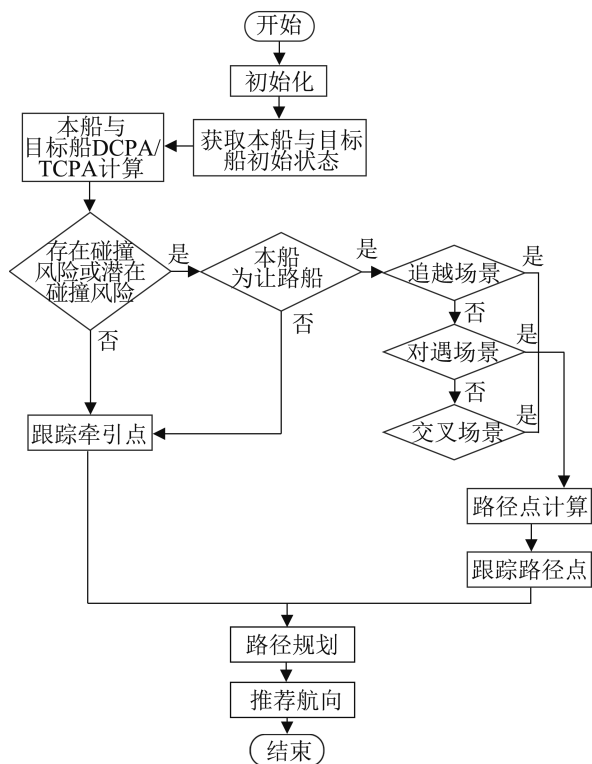 开始
初始化
获取本船与目标
船初始状态
本船与
目标船DCPA/
TCPA计算
存在碰撞
风险或潜在
碰撞风险
是
否
本船
为让路船
是
否
追越场景
是
否
对遇场景
是
否
交叉场景
是
跟踪牵引点
路径点计算
跟踪路径点
路径规划
推荐航向
结束